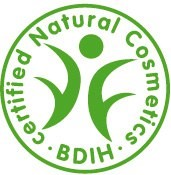 certified Natural Cosmetics
· BDIH ·